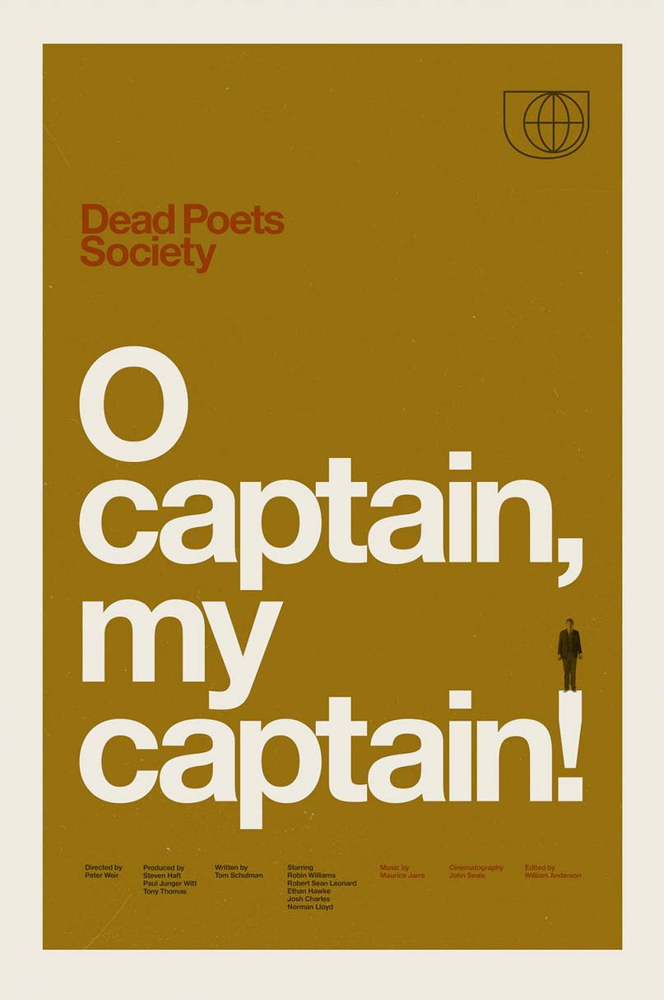 Dead Poets
Society
O
captain,
my
captain!
Directed by
Peter Weir
Produced by
Steven Haft
Paul Junger Witt
Tony Thomas
Written by
Tom Schulman
Starring
Robin Williams
Robert Sean Leonard
Ethan Hawke
Josh Charles
Norman Lloyd
Music by
Maurice Jarre
Cinematography
John Seale
Edited by
William Anderson